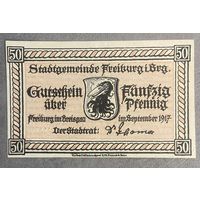 50 50
Stadtgemeinde Freiburg i. Brg.
Gutschein Fünfzig
über Pfennig
Freiburg im Breisgau im September 1917
Der Stadtrat:
50 50